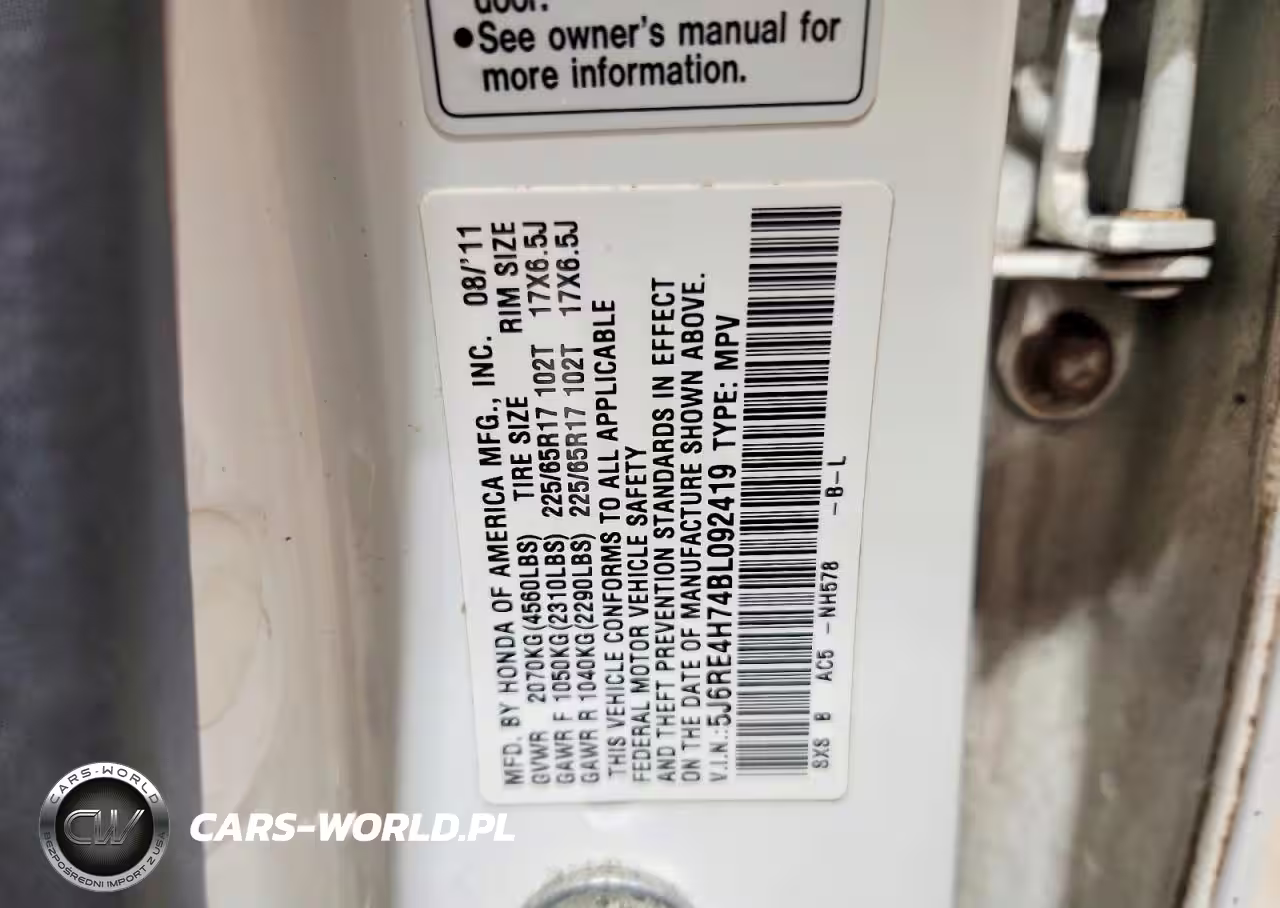 door.
●See owner's manual for
more information.
MFD. BY HONDA OF AMERICA MFG., INC. 08/'11
GVWR 2070KG(4560LBS) TIRE SIZE RIM SIZE
GAWR F 1050KG(2310LBS) 225/65R17 102T 17X6.5J
GAWR R 1040KG(2290LBS) 225/65R17 102T 17X6.5J
THIS VEHICLE CONFORMS TO ALL APPLICABLE
FEDERAL MOTOR VEHICLE SAFETY
AND THEFT PREVENTION STANDARDS IN EFFECT
ON THE DATE OF MANUFACTURE SHOWN ABOVE.
V.I.N.:5J6RE4H74BL092419 TYPE: MPV
SXS B AC5 -NH578 -B-L
CARS-WORLD
CW
BEZPOŚREDNI IMPORT Z USA
CARS-WORLD.PL